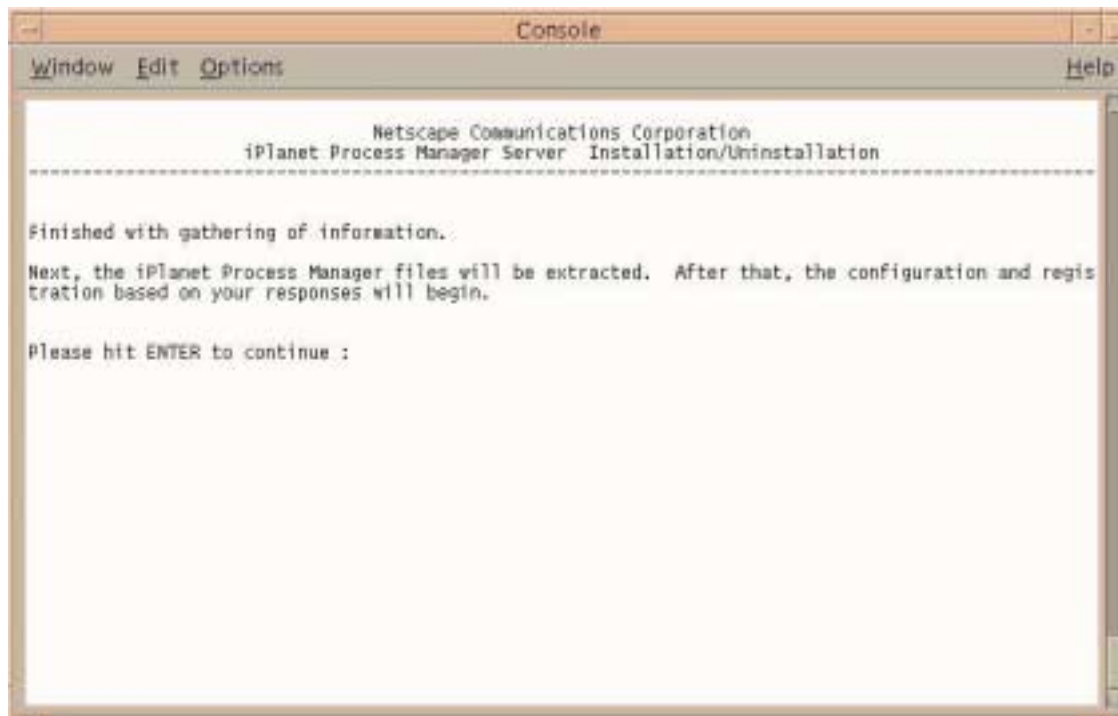 Console
Window Edit Options Help
Netscape Communications Corporation
iPlanet Process Manager Server Installation/Uninstallation
--------------------------------------------------------------------------------
Finished with gathering of information.
Next, the iPlanet Process Manager files will be extracted. After that, the configuration and regis
tration based on your responses will begin.
Please hit ENTER to continue :